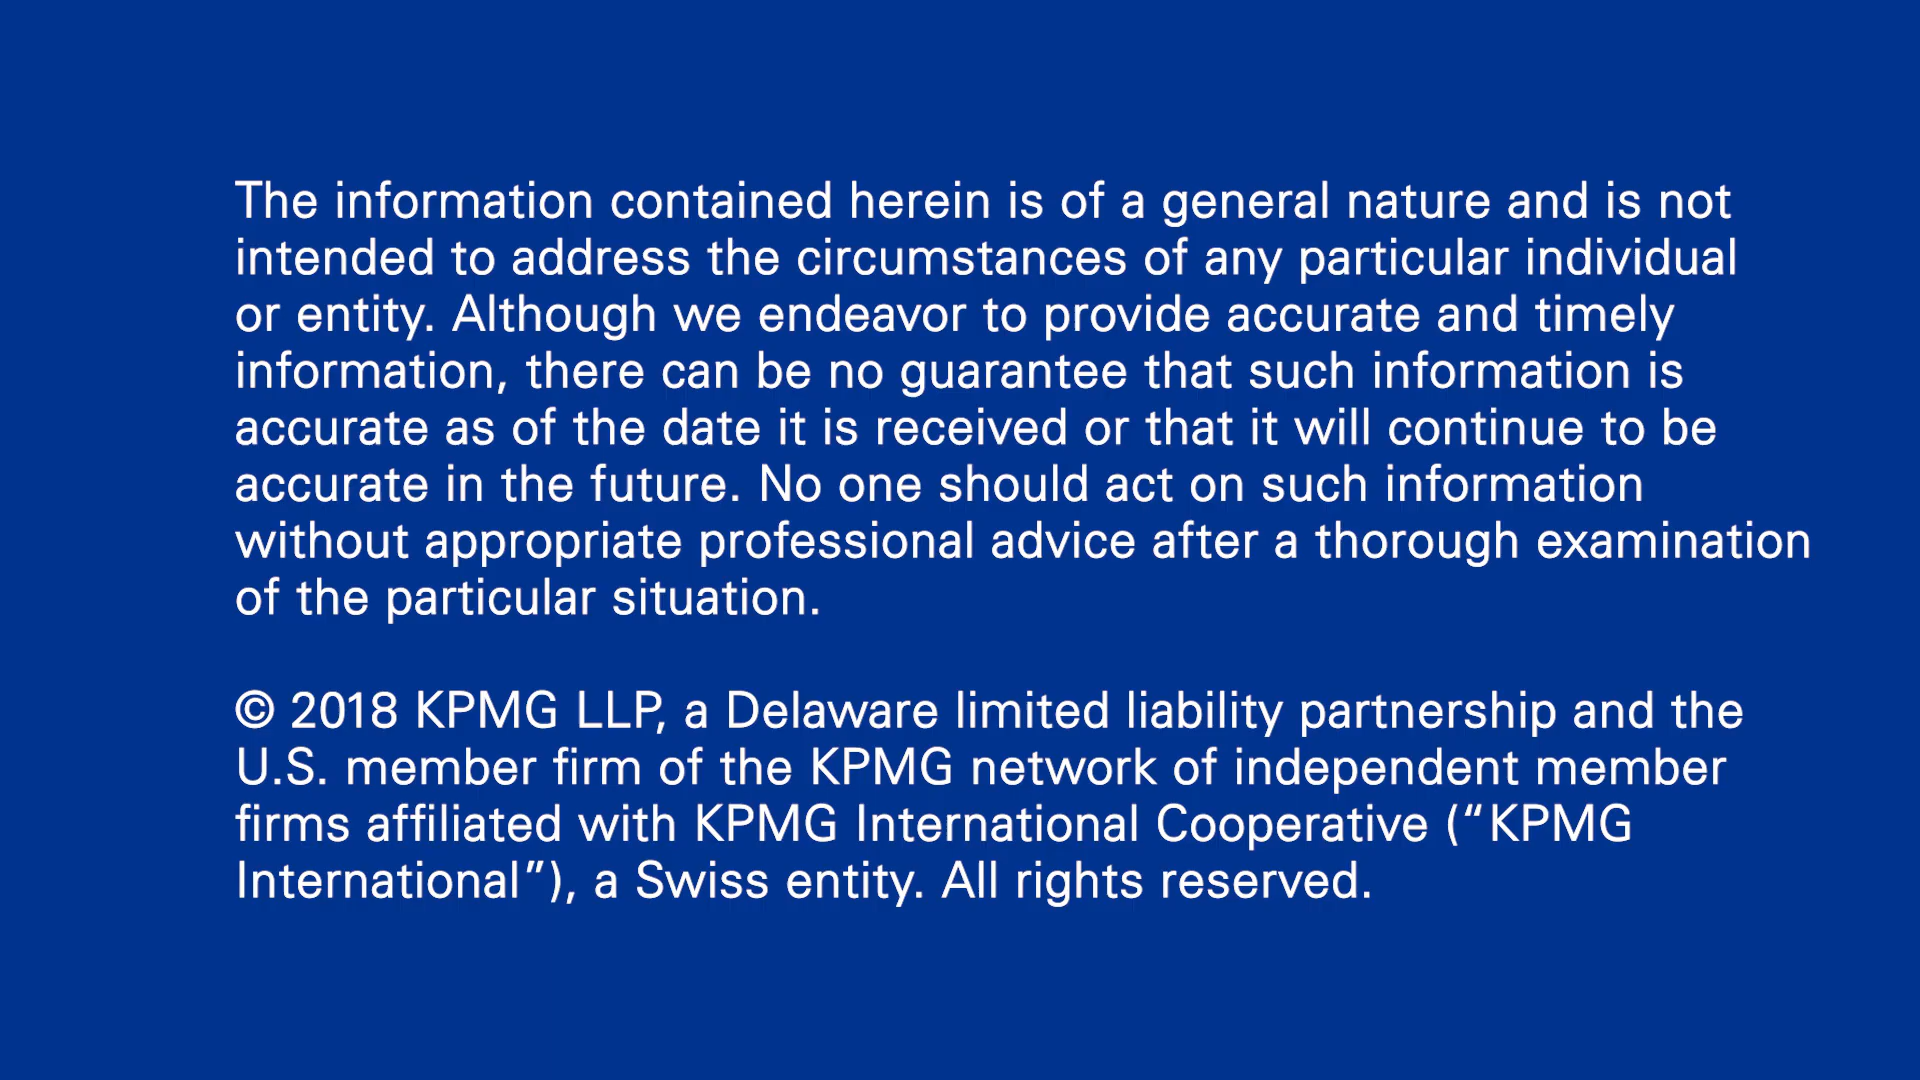 The information contained herein is of a general nature and is not
intended to address the circumstances of any particular individual
or entity. Although we endeavor to provide accurate and timely
information, there can be no guarantee that such information is
accurate as of the date it is received or that it will continue to be
accurate in the future. No one should act on such information
without appropriate professional advice after a thorough examination
of the particular situation.
© 2018 KPMG LLP, a Delaware limited liability partnership and the
U.S. member firm of the KPMG network of independent member
firms affiliated with KPMG International Cooperative (“KPMG
International”), a Swiss entity. All rights reserved.